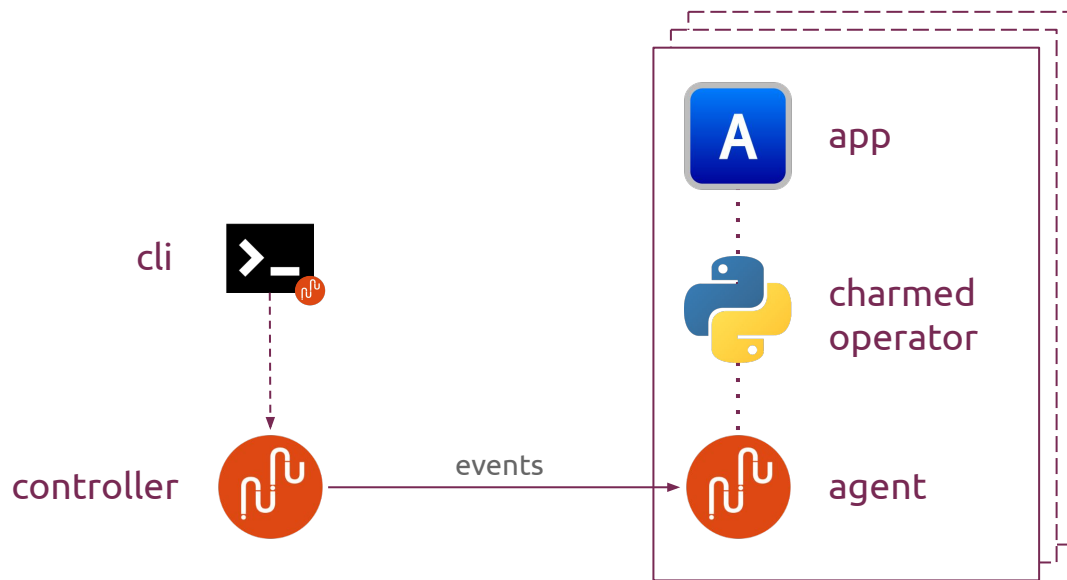 A
app
cli
>_
charmed
operator
controller
events
agent